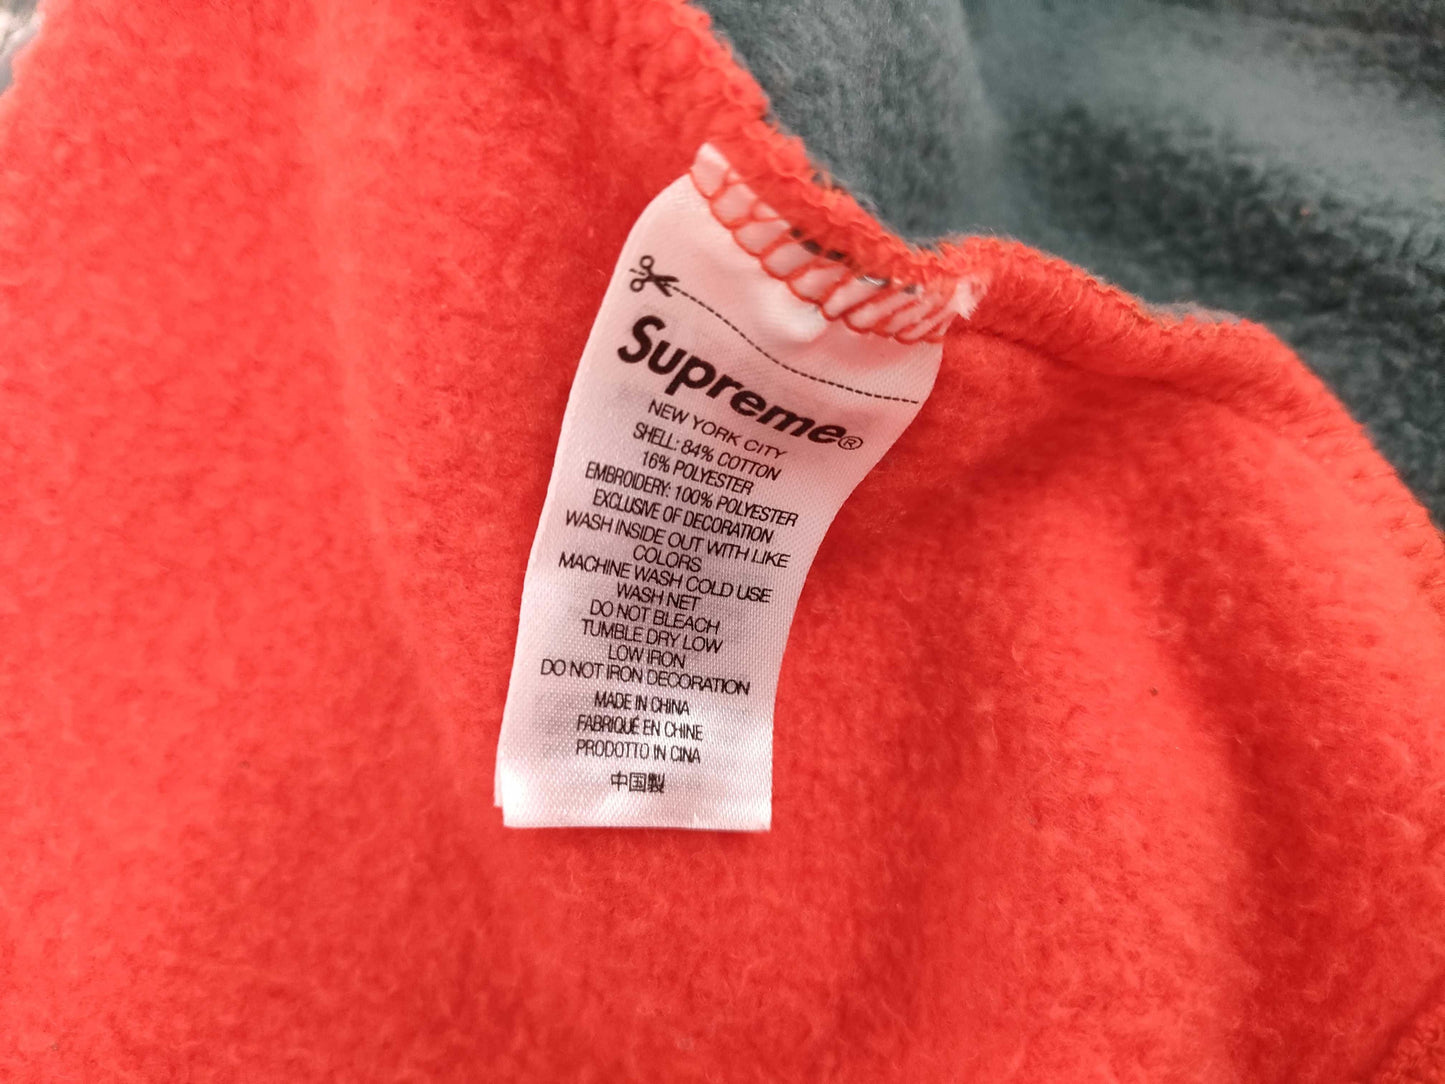 Supreme®
NEW YORK CITY
SHELL: 84% COTTON
16% POLYESTER
EMBROIDERY: 100% POLYESTER
EXCLUSIVE OF DECORATION
WASH INSIDE OUT WITH LIKE
COLORS
MACHINE WASH COLD USE
WASH NET
DO NOT BLEACH
TUMBLE DRY LOW
LOW IRON
DO NOT IRON DECORATION
MADE IN CHINA
FABRIQUÉ EN CHINE
PRODOTTO IN CINA
中国製